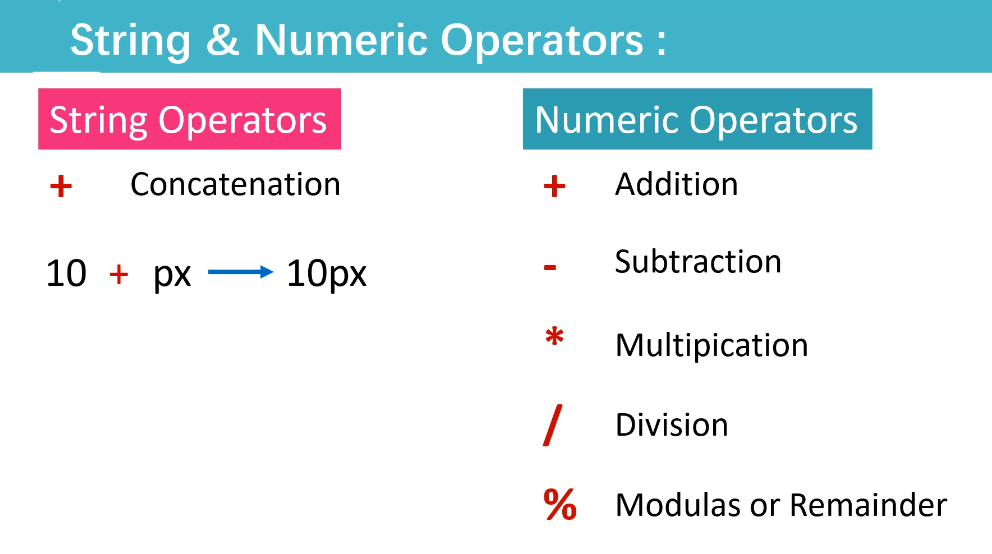 String & Numeric Operators :
String Operators
+ Concatenation
10 + px 10px
Numeric Operators
+ Addition
- Subtraction
* Multipication
/ Division
% Modulas or Remainder